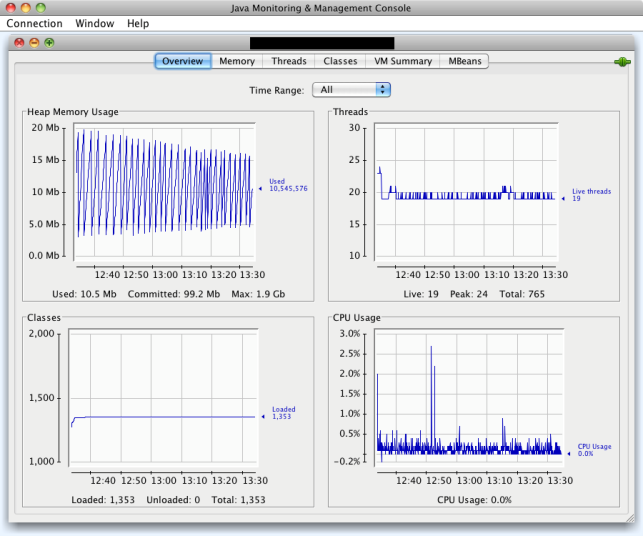 Java Monitoring & Management Console
Connection Window Help
Overview Memory Threads Classes VM Summary MBeans
Time Range: All
Heap Memory Usage
20 Mb
15 Mb
10 Mb
5.0 Mb
0.0 Mb
Used
10,545,576
12:40 12:50 13:00 13:10 13:20 13:30
Used: 10.5 Mb Committed: 99.2 Mb Max: 1.9 Gb
Threads
30
25
20
15
10
Live threads
19
12:40 12:50 13:00 13:10 13:20 13:30
Live: 19 Peak: 24 Total: 765
Classes
2,000
1,500
1,000
Loaded
1,353
12:40 12:50 13:00 13:10 13:20 13:30
Loaded: 1,353 Unloaded: 0 Total: 1,353
CPU Usage
3.0%
2.5%
2.0%
1.5%
1.0%
0.5%
-0.2%
CPU Usage
0.0%
12:40 12:50 13:00 13:10 13:20 13:30
CPU Usage: 0.0%